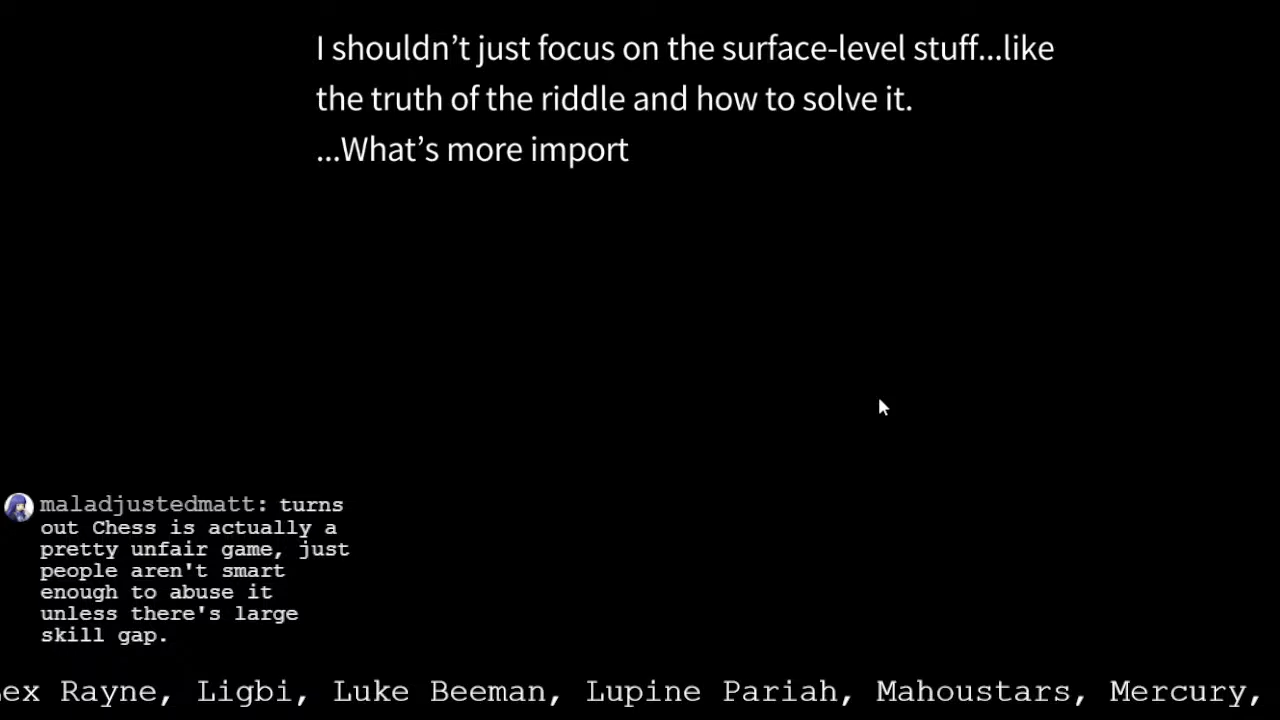 I shouldn’t just focus on the surface-level stuff...like
the truth of the riddle and how to solve it.
...What’s more import
maladjustedmatt: turns
out Chess is actually a
pretty unfair game, just
people aren't smart
enough to abuse it
unless there's large
skill gap.
ex Rayne, Ligbi, Luke Beeman, Lupine Pariah, Mahoustars, Mercury,